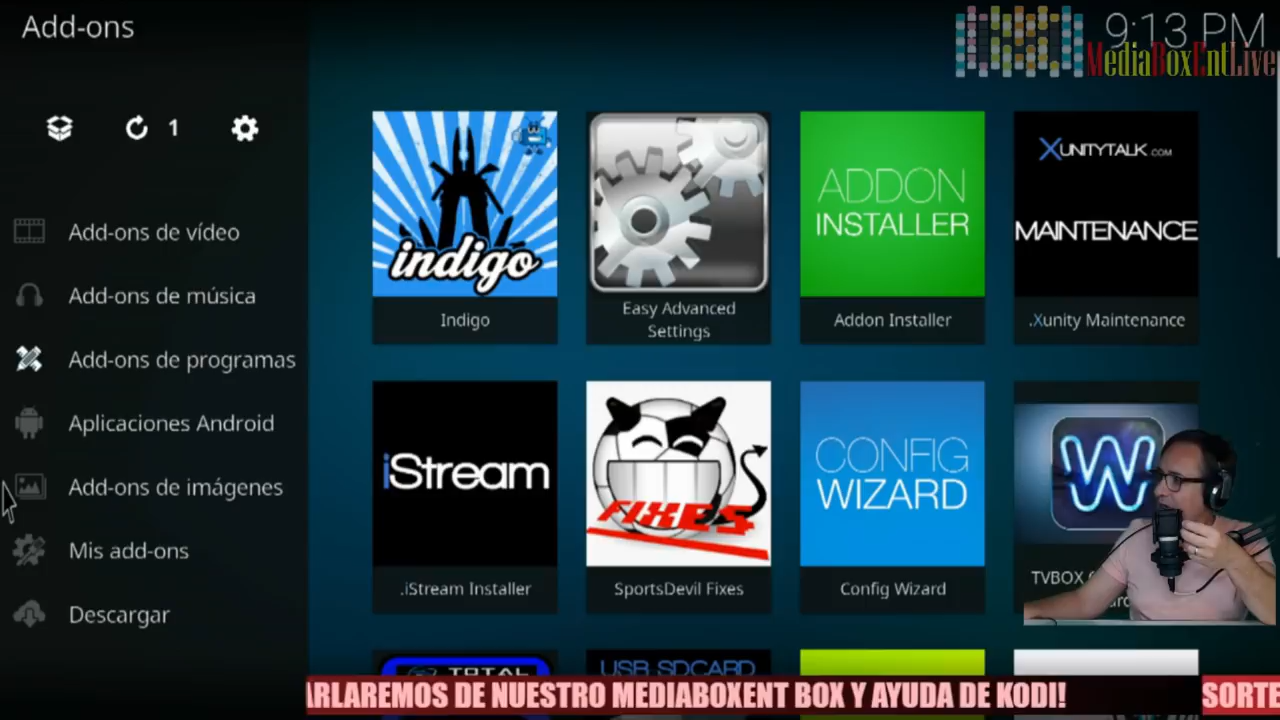 Add-ons
9:13 PM
MediaBoxEntLive
1
Add-ons de vídeo
Add-ons de música
Add-ons de programas
Aplicaciones Android
Add-ons de imágenes
Mis add-ons
Descargar
indigo
Indigo
Easy Advanced
Settings
ADDON
INSTALLER
Addon Installer
XUNITYTALK.COM
MAINTENANCE
.Xunity Maintenance
iStream
.iStream Installer
FIXES
SportsDevil Fixes
CONFIG
WIZARD
Config Wizard
W
TVBOX
TOTAL
USB SDCARD
ARLAREMOS DE NUESTRO MEDIABOXENT BOX Y AYUDA DE KODI!
SORTE